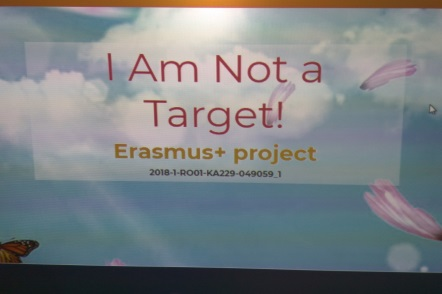 I Am Not a
Target!
Erasmus+ project
2018-1-RO01-KA229-049059_1